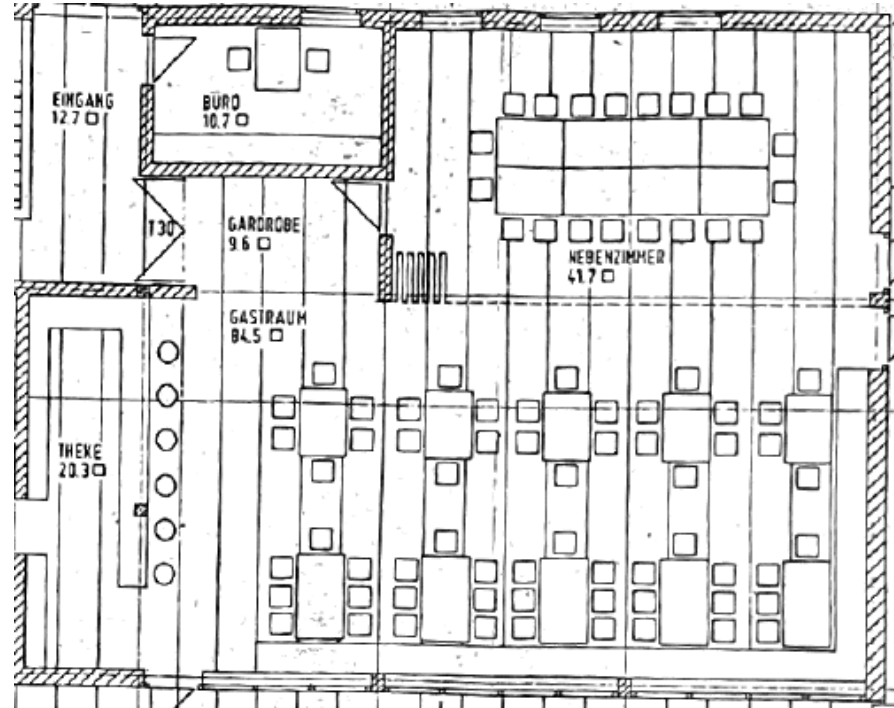 EINGANG
12.7
BÜRO
10.7
T30
GARDROBE
9.6
NEBENZIMMER
41.7
GASTRAUM
84.5
THEKE
20.3